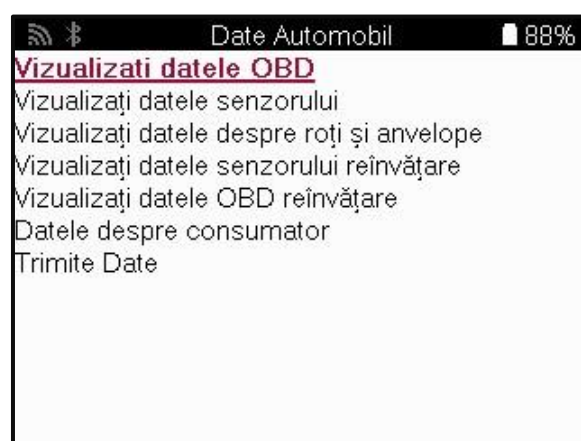 Date Automobil 88%
Vizualizati datele OBD
Vizualizați datele senzorului
Vizualizați datele despre roți și anvelope
Vizualizați datele senzorului reînvățare
Vizualizați datele OBD reînvățare
Datele despre consumator
Trimite Date